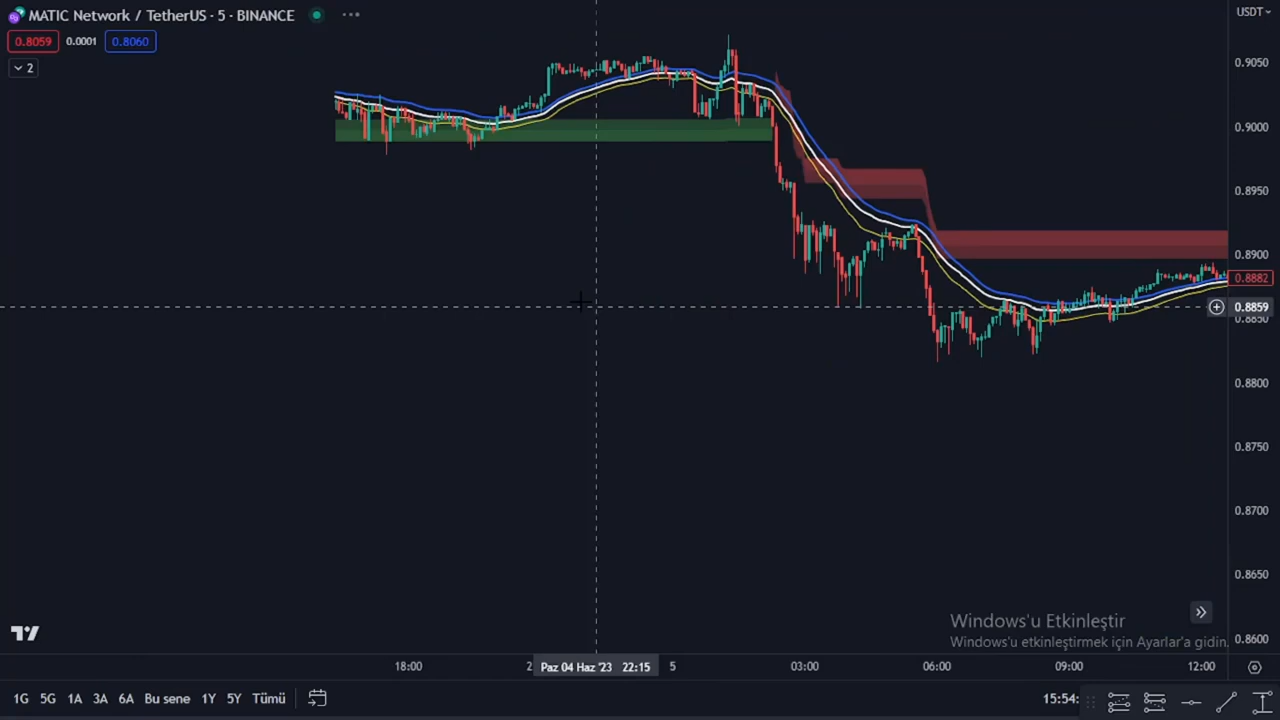 MATIC Network / TetherUS · 5 · BINANCE
USDT
0.8059 0.0001 0.8060
2
0.9050
0.9000
0.8950
0.8900
0.8882
0.8859
0.8850
0.8800
0.8750
0.8700
0.8650
0.8600
Windows'u Etkinleştir
Windows'u etkinleştirmek için Ayarlar'a gidin.
18:00 2 Paz 04 Haz '23 22:15 5 03:00 06:00 09:00 12:00
1G 5G 1A 3A 6A Bu sene 1Y 5Y Tümü 15:54: